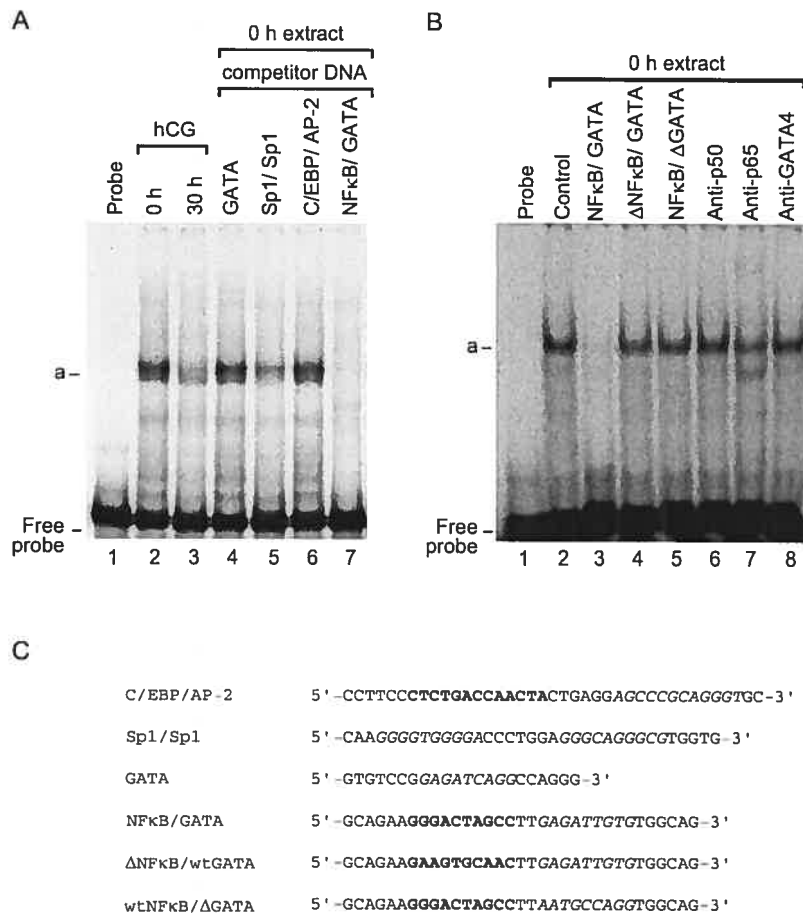 A
0 h extract
competitor DNA
hCG
Probe
0 h
30 h
GATA
Sp1/ Sp1
C/EBP/ AP-2
NFκB/ GATA
a
Free
probe
1 2 3 4 5 6 7
B
0 h extract
Probe
Control
NFκB/ GATA
ΔNFκB/ GATA
NFκB/ ΔGATA
Anti-p50
Anti-p65
Anti-GATA4
a
Free
probe
1 2 3 4 5 6 7 8
C
C/EBP/AP-2 5'-CCTTCCCTCTGACCAACTACTGAGGAGCCCGCAGGGTGC-3'
Sp1/Sp1 5'-CAAGGGGTGGGGACCCTGGAGGGCAGGGCGTGGTG-3'
GATA 5'-GTGTCCGGAGATCAGGCCAGGG-3'
NFκB/GATA 5'-GCAGAAGGGACTAGCCTTGAGATTGTGTGGCAG-3'
ΔNFκB/wtGATA 5'-GCAGAAGAAGTGCAACTTGAGATTGTGTGGCAG-3'
wtNFκB/ΔGATA 5'-GCAGAAGGGACTAGCCTTAATGCCAGGTGGCAG-3'